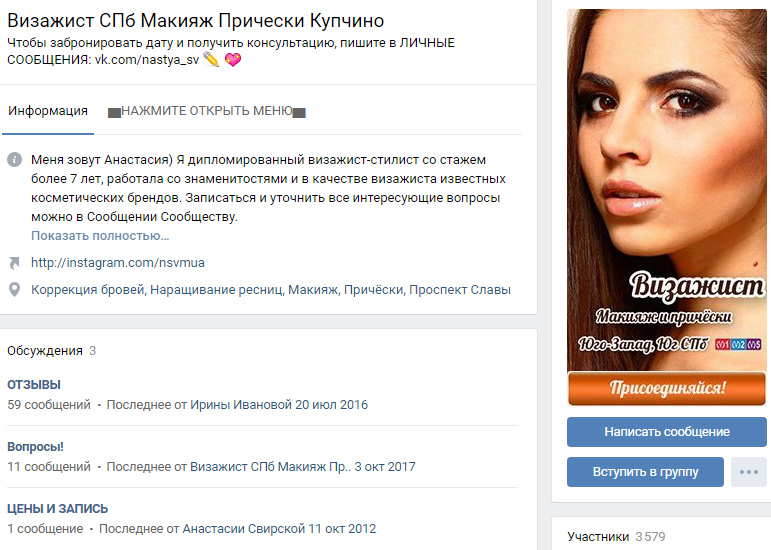 Визажист СПб Макияж Прически Купчино
Чтобы забронировать дату и получить консультацию, пишите в ЛИЧНЫЕ
СООБЩЕНИЯ: vk.com/nastya_sv ✏️ 💖
Информация
▅НАЖМИТЕ ОТКРЫТЬ МЕНЮ▅
Меня зовут Анастасия) Я дипломированный визажист-стилист со стажем
более 7 лет, работала со знаменитостями и в качестве визажиста известных
косметических брендов. Записаться и уточнить все интересующие вопросы
можно в Сообщении Сообществу.
Показать полностью...
http://instagram.com/nsvmua
Коррекция бровей, Наращивание ресниц, Макияж, Причёски, Проспект Славы
Обсуждения 3
ОТЗЫВЫ
59 сообщений • Последнее от Ирины Ивановой 20 июл 2016
Вопросы!
11 сообщений • Последнее от Визажист СПб Макияж Пр.. 3 окт 2017
ЦЕНЫ И ЗАПИСЬ
1 сообщение • Последнее от Анастасии Свирской 11 окт 2012
Визажист
Макияж и причёски
Юго-Запад, Юг СПб М1 М2 М5
Присоединяйся!
Написать сообщение
Вступить в группу
Участники 3 579